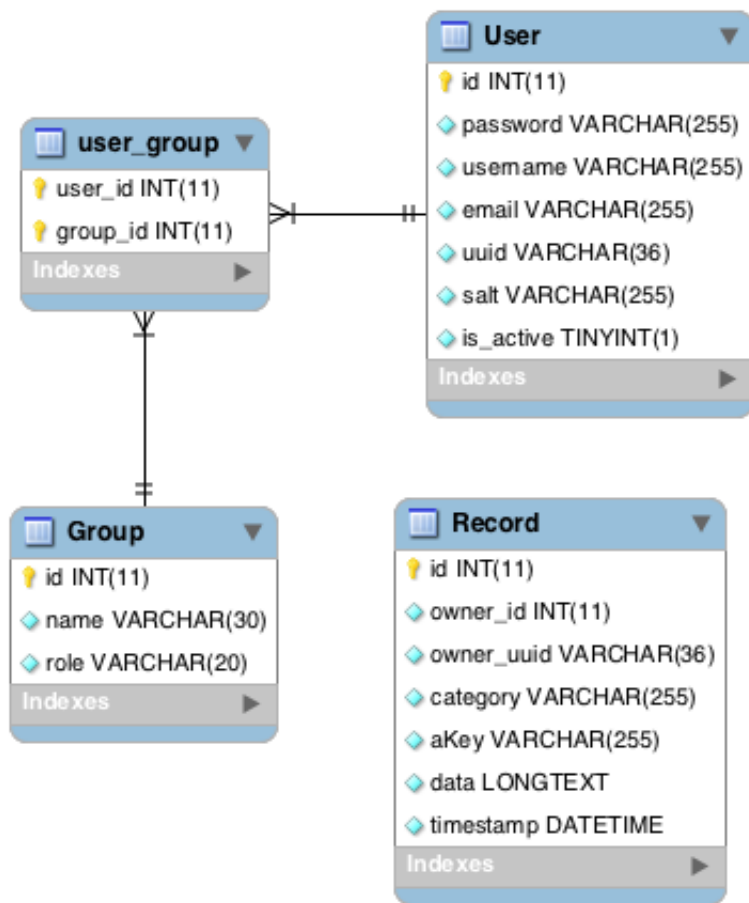 User
id INT(11)
password VARCHAR(255)
username VARCHAR(255)
email VARCHAR(255)
uuid VARCHAR(36)
salt VARCHAR(255)
is_active TINYINT(1)
Indexes
user_group
user_id INT(11)
group_id INT(11)
Indexes
Group
id INT(11)
name VARCHAR(30)
role VARCHAR(20)
Indexes
Record
id INT(11)
owner_id INT(11)
owner_uuid VARCHAR(36)
category VARCHAR(255)
aKey VARCHAR(255)
data LONGTEXT
timestamp DATETIME
Indexes